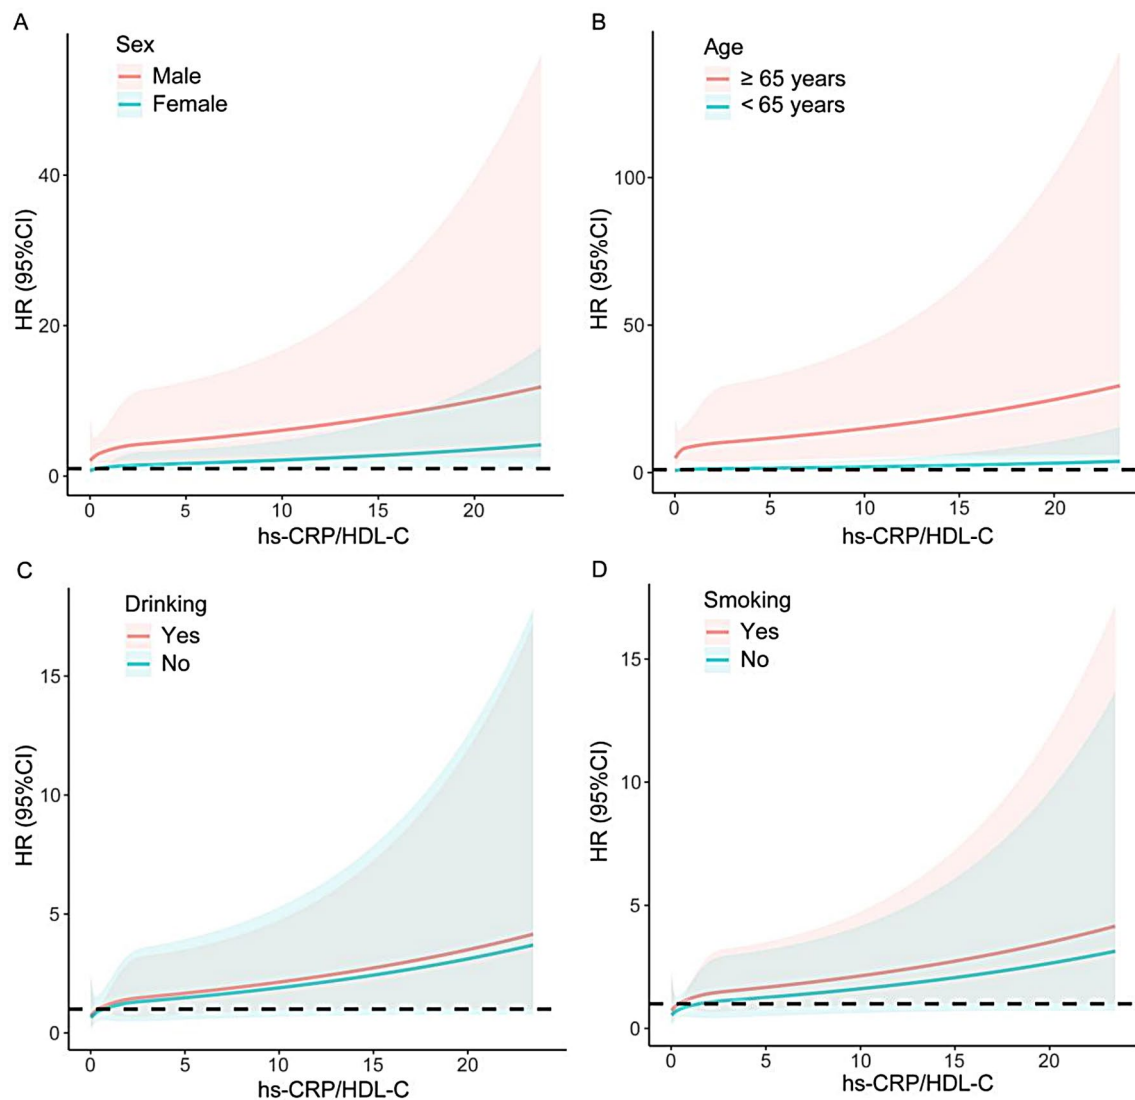 A
Sex
Male
Female
40
20
0
HR (95%CI)
0 5 10 15 20
hs-CRP/HDL-C
B
Age
≥ 65 years
< 65 years
100
50
0
HR (95%CI)
0 5 10 15 20
hs-CRP/HDL-C
C
Drinking
Yes
No
15
10
5
0
HR (95%CI)
0 5 10 15 20
hs-CRP/HDL-C
D
Smoking
Yes
No
15
10
5
0
HR (95%CI)
0 5 10 15 20
hs-CRP/HDL-C